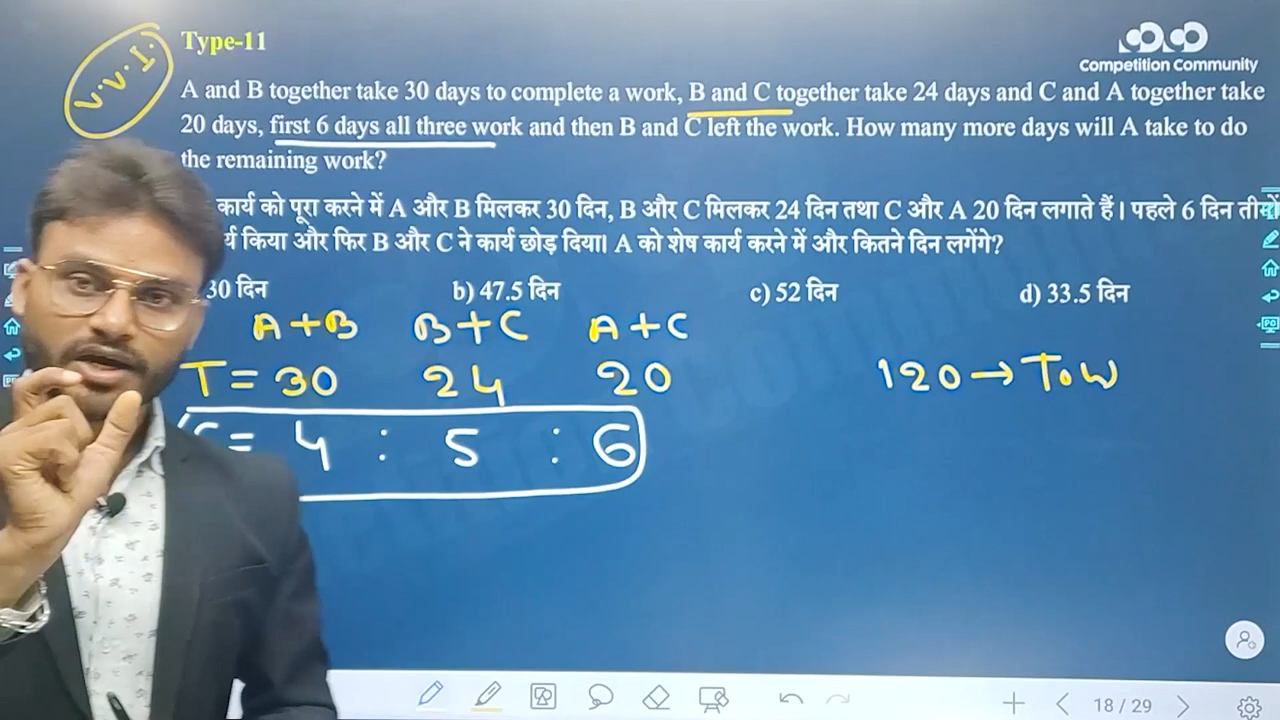 V.V.I.
Type-11
Competition Community
A and B together take 30 days to complete a work, B and C together take 24 days and C and A together take
20 days, first 6 days all three work and then B and C left the work. How many more days will A take to do
the remaining work?
कार्य को पूरा करने में A और B मिलकर 30 दिन, B और C मिलकर 24 दिन तथा C और A 20 दिन लगाते हैं। पहले 6 दिन तीनों
किया और फिर B और C ने कार्य छोड़ दिया। A को शेष कार्य करने में और कितने दिन लगेंगे?
30 दिन b) 47.5 दिन c) 52 दिन d) 33.5 दिन
A+B B+C A+C
T = 30 24 20 120 → T.W
= 4 : 5 : 6
18 / 29